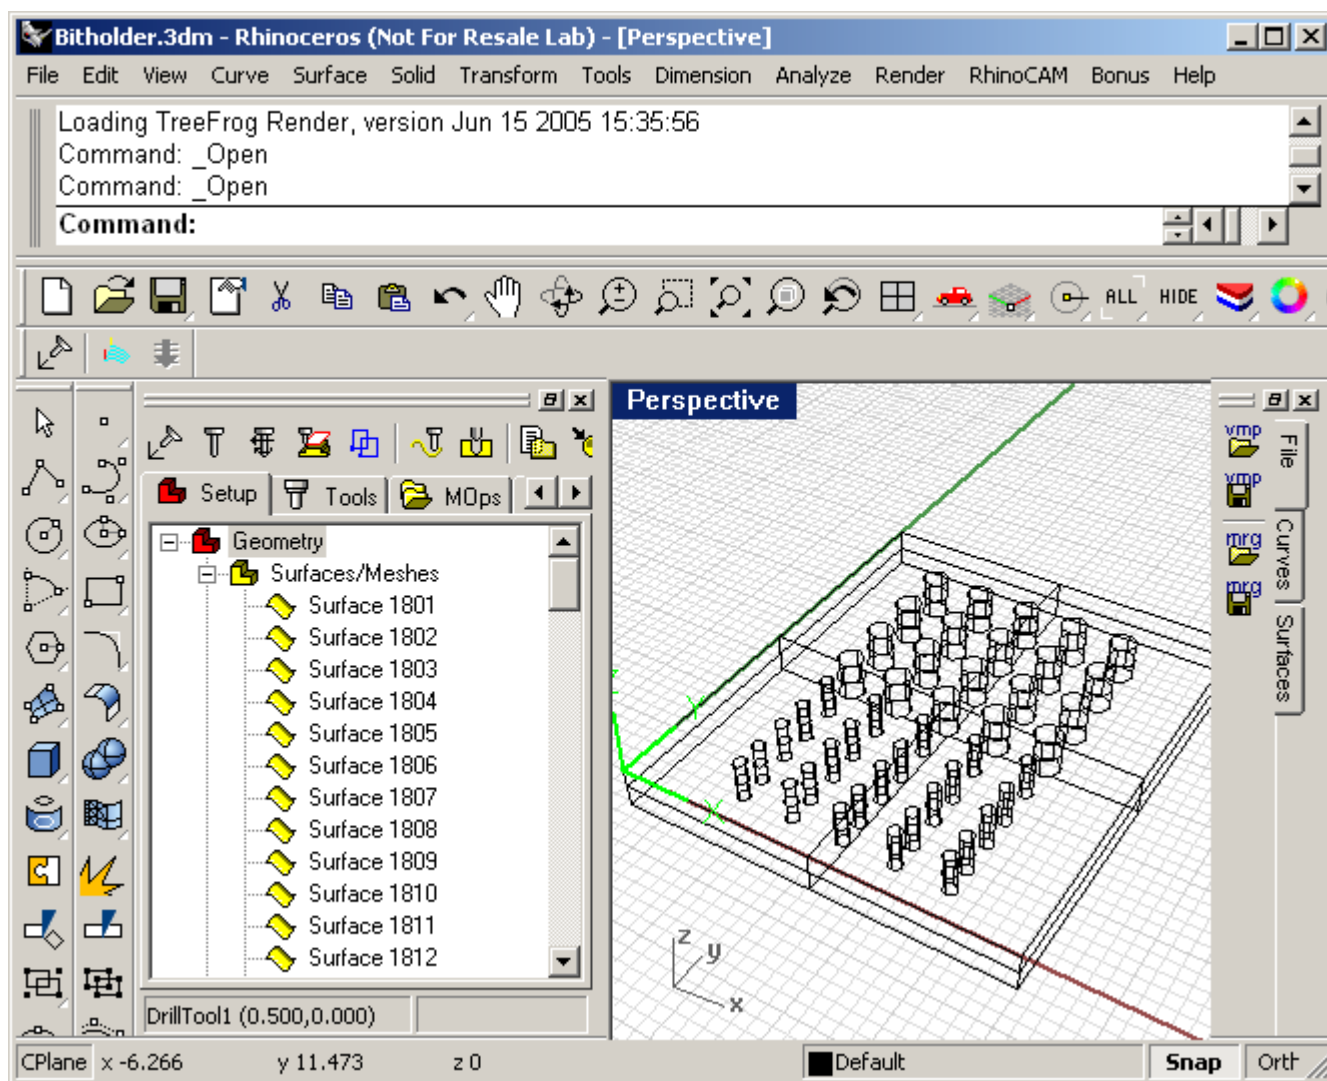 Bitholder.3dm - Rhinoceros (Not For Resale Lab) - [Perspective]
File Edit View Curve Surface Solid Transform Tools Dimension Analyze Render RhinoCAM Bonus Help
Loading TreeFrog Render, version Jun 15 2005 15:35:56
Command: _Open
Command: _Open
Command:
ALL HIDE
Perspective
Setup Tools MOps
Geometry
Surfaces/Meshes
Surface 1801
Surface 1802
Surface 1803
Surface 1804
Surface 1805
Surface 1806
Surface 1807
Surface 1808
Surface 1809
Surface 1810
Surface 1811
Surface 1812
DrillTool1 (0.500,0.000)
Y
X
z
y
x
vmp
vmp
mrg
mrg
File
Curves
Surfaces
CPlane x -6.266 y 11.473 z 0 Default Snap Orth